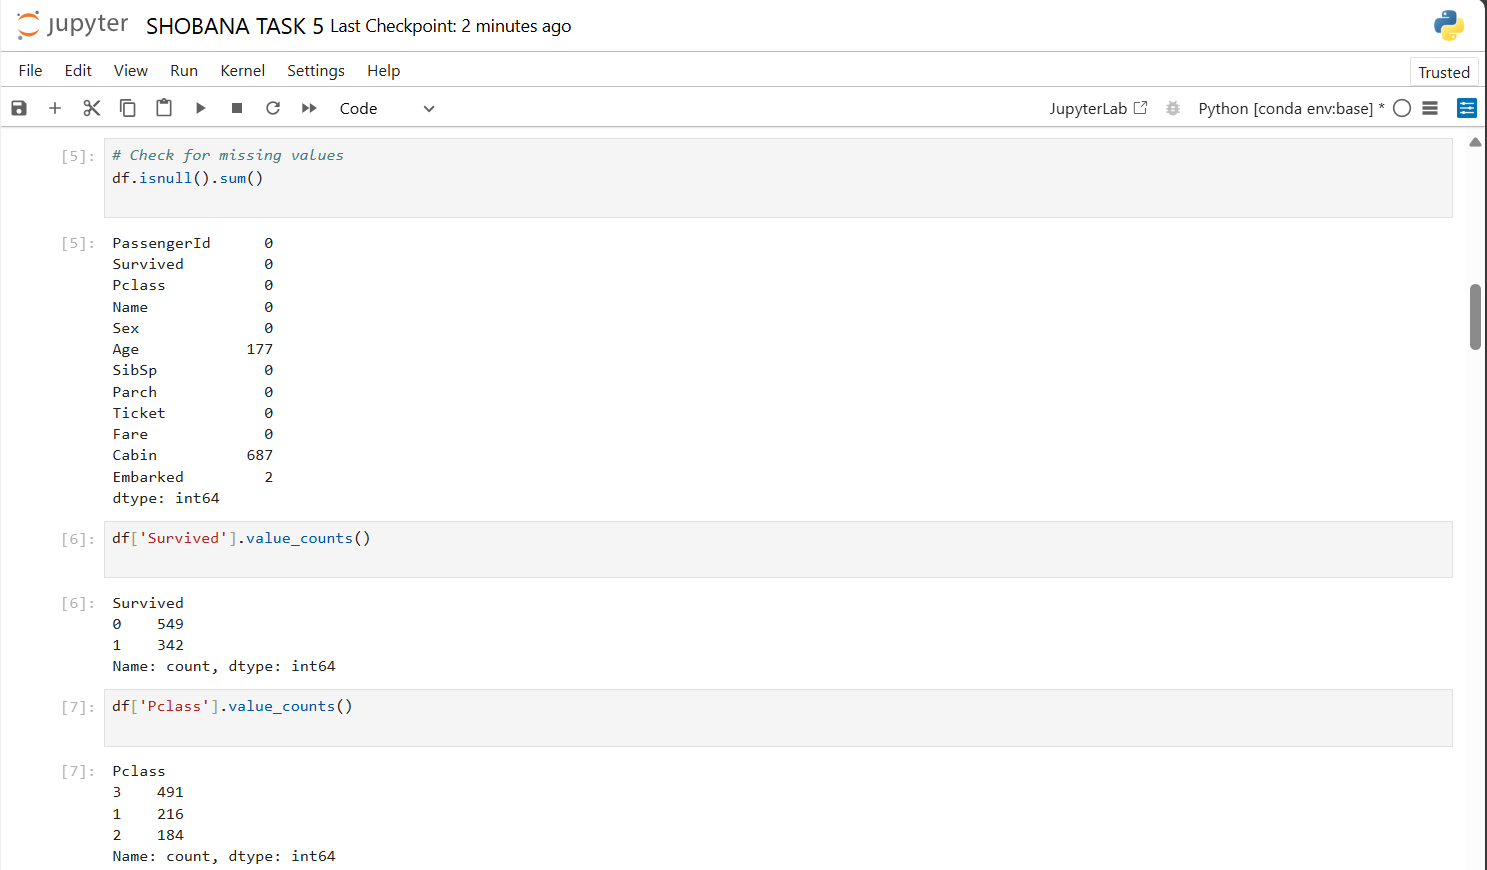 jupyter SHOBANA TASK 5 Last Checkpoint: 2 minutes ago
File Edit View Run Kernel Settings Help
Trusted
Code JupyterLab Python [conda env:base] *
[5]: # Check for missing values
df.isnull().sum()
[5]: PassengerId 0
Survived 0
Pclass 0
Name 0
Sex 0
Age 177
SibSp 0
Parch 0
Ticket 0
Fare 0
Cabin 687
Embarked 2
dtype: int64
[6]: df['Survived'].value_counts()
[6]: Survived
0 549
1 342
Name: count, dtype: int64
[7]: df['Pclass'].value_counts()
[7]: Pclass
3 491
1 216
2 184
Name: count, dtype: int64